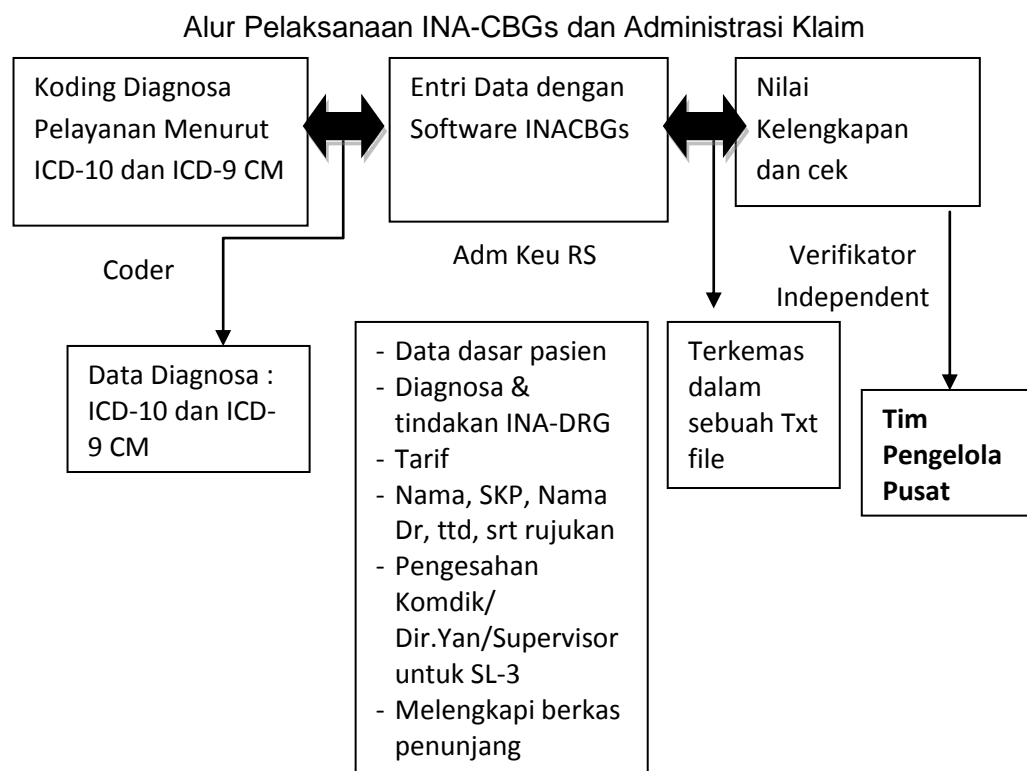 Alur Pelaksanaan INA-CBGs dan Administrasi Klaim
Koding Diagnosa
Pelayanan Menurut
ICD-10 dan ICD-9 CM
Entri Data dengan
Software INACBGs
Nilai
Kelengkapan
dan cek
Coder
Adm Keu RS
Verifikator
Independent
Data Diagnosa :
ICD-10 dan ICD-
9 CM
- Data dasar pasien
- Diagnosa &
tindakan INA-DRG
- Tarif
- Nama, SKP, Nama
Dr, ttd, srt rujukan
- Pengesahan
Komdik/
Dir.Yan/Supervisor
untuk SL-3
- Melengkapi berkas
penunjang
Terkemas
dalam
sebuah Txt
file
Tim
Pengelola
Pusat